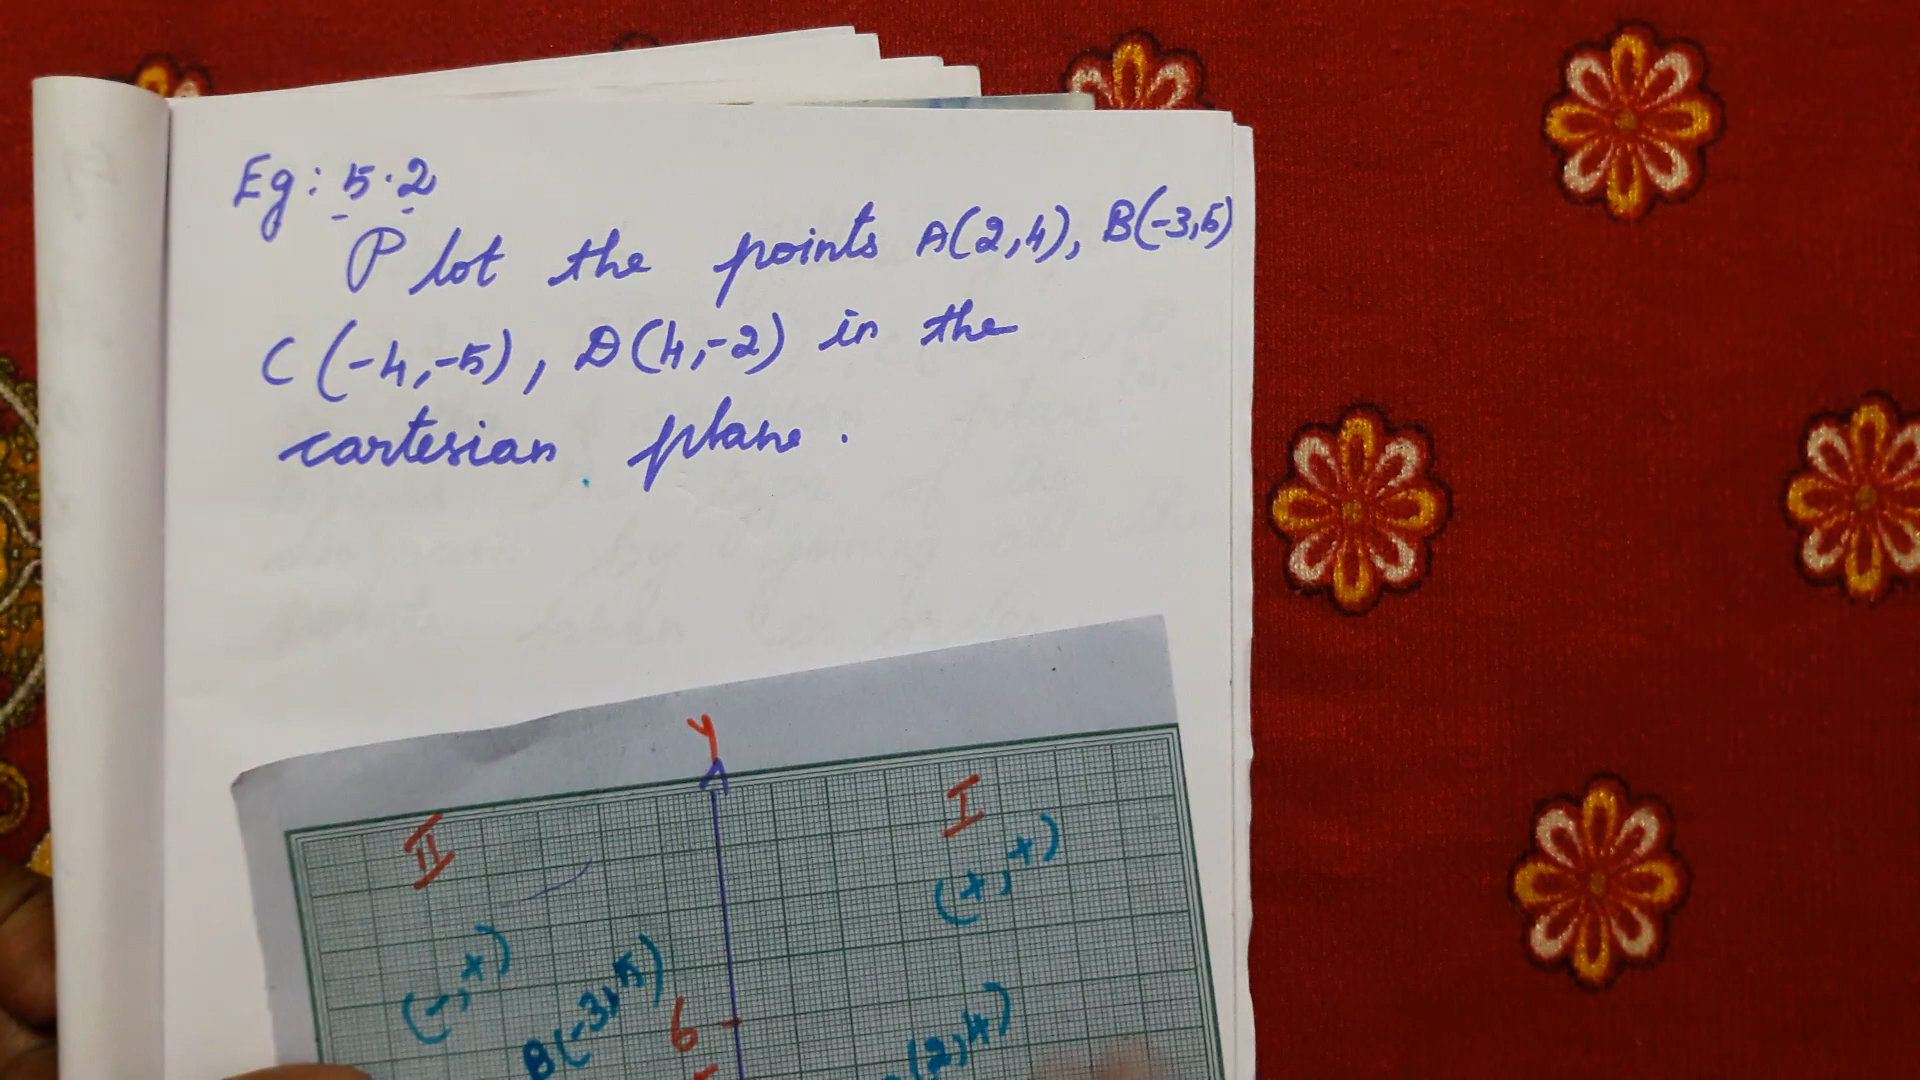 Eg: 5.2
Plot the points A(2,4), B(-3,5)
C(-4,-5), D(4,-2) in the
cartesian plane.
Y
II
I
(+,+)
(-,+)
B(-3,5)
6
(2,4)